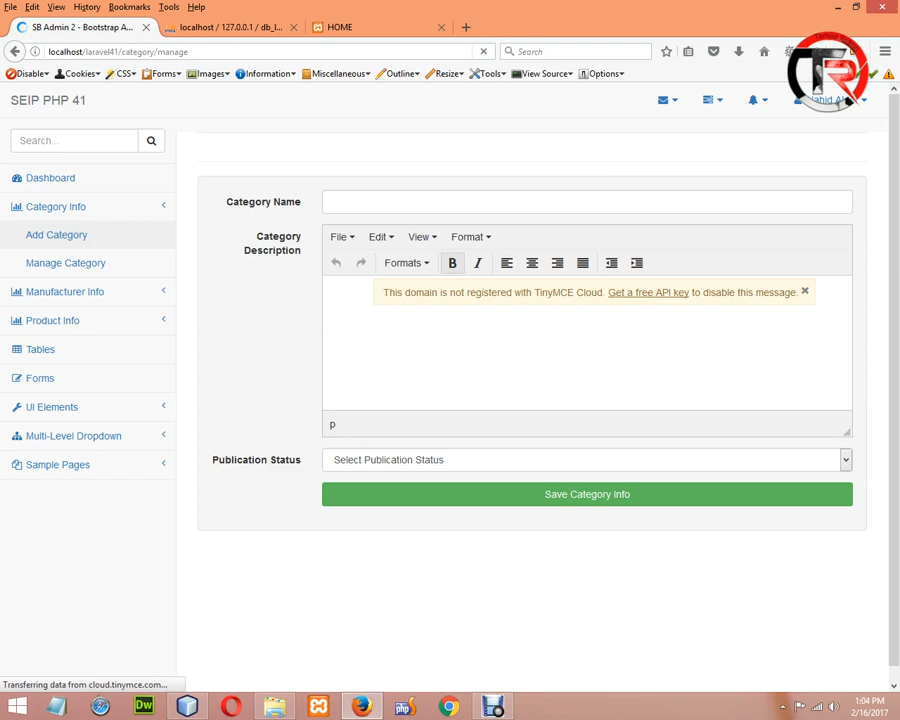 File Edit View History Bookmarks Tools Help
SB Admin 2 - Bootstrap A... localhost / 127.0.0.1 / db_l... HOME
localhost/laravel41/category/manage Search
Disable Cookies CSS Forms Images Information Miscellaneous Outline Resize Tools View Source Options
SEIP PHP 41
TR
Search...
Dashboard
Category Info
Add Category
Manage Category
Manufacturer Info
Product Info
Tables
Forms
UI Elements
Multi-Level Dropdown
Sample Pages
Category Name
Category
Description
File Edit View Format
Formats B I
This domain is not registered with TinyMCE Cloud. Get a free API key to disable this message.
p
Publication Status Select Publication Status
Save Category Info
Transferring data from cloud.tinymce.com...
Dw php
1:04 PM
2/16/2017